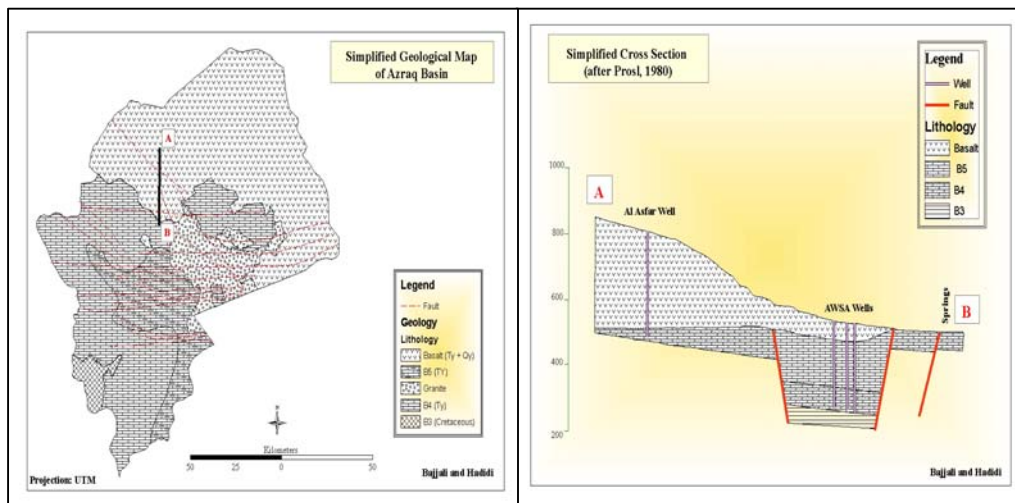 Simplified Geological Map
of Azraq Basin
A
B
Legend
Fault
Geology
Lithology
Basalt (Ty + Qy)
B5 (TY)
Granite
B4 (Ty)
B3 (Cretaceous)
Kilometers
50 25 0 50
Projection: UTM
Bajjali and Hadidi
Simplified Cross Section
(after Prosl, 1980)
Legend
Well
Fault
Lithology
Basalt
B5
B4
B3
1000
800
600
400
200
A
Al Asfar Well
AWSA Wells
Springs
B
Bajjali and Hadidi